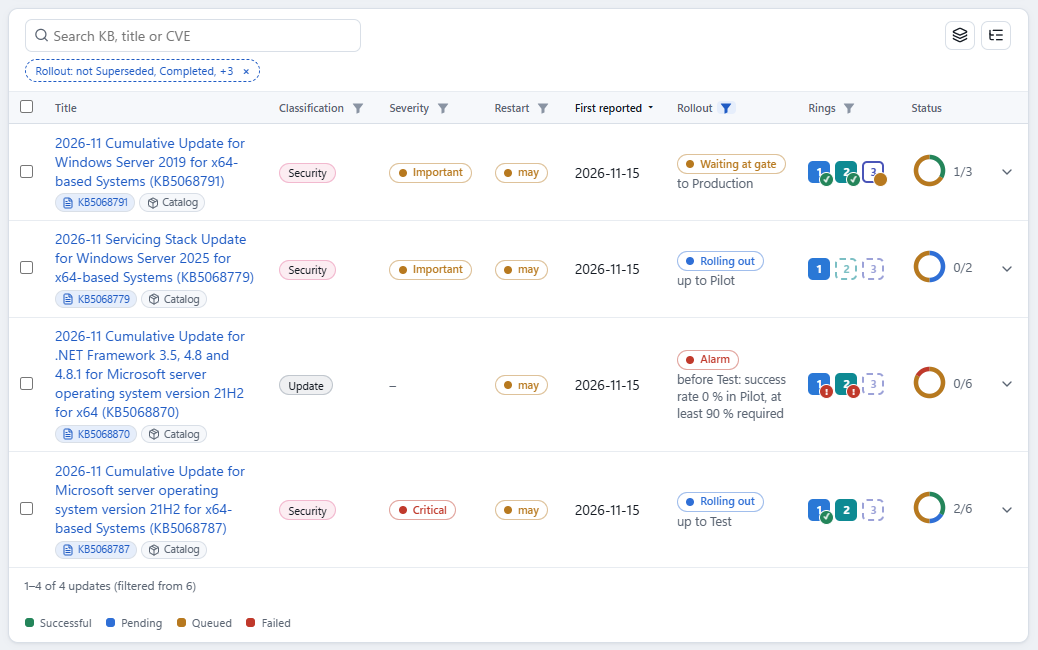 Search KB, title or CVE
Rollout: not Superseded, Completed, +3 ×
Title Classification Severity Restart First reported Rollout Rings Status
2026-11 Cumulative Update for
Windows Server 2019 for x64-
based Systems (KB5068791)
KB5068791 Catalog
Security
Important
may
2026-11-15
Waiting at gate
to Production
1 2 3
1/3
2026-11 Servicing Stack Update
for Windows Server 2025 for
x64-based Systems (KB5068779)
KB5068779 Catalog
Security
Important
may
2026-11-15
Rolling out
up to Pilot
1 2 3
0/2
2026-11 Cumulative Update for
.NET Framework 3.5, 4.8 and
4.8.1 for Microsoft server
operating system version 21H2
for x64 (KB5068870)
KB5068870 Catalog
Update
–
may
2026-11-15
Alarm
before Test: success
rate 0 % in Pilot, at
least 90 % required
1 2 3
0/6
2026-11 Cumulative Update for
Microsoft server operating
system version 21H2 for x64-
based Systems (KB5068787)
KB5068787 Catalog
Security
Critical
may
2026-11-15
Rolling out
up to Test
1 2 3
2/6
1–4 of 4 updates (filtered from 6)
Successful Pending Queued Failed